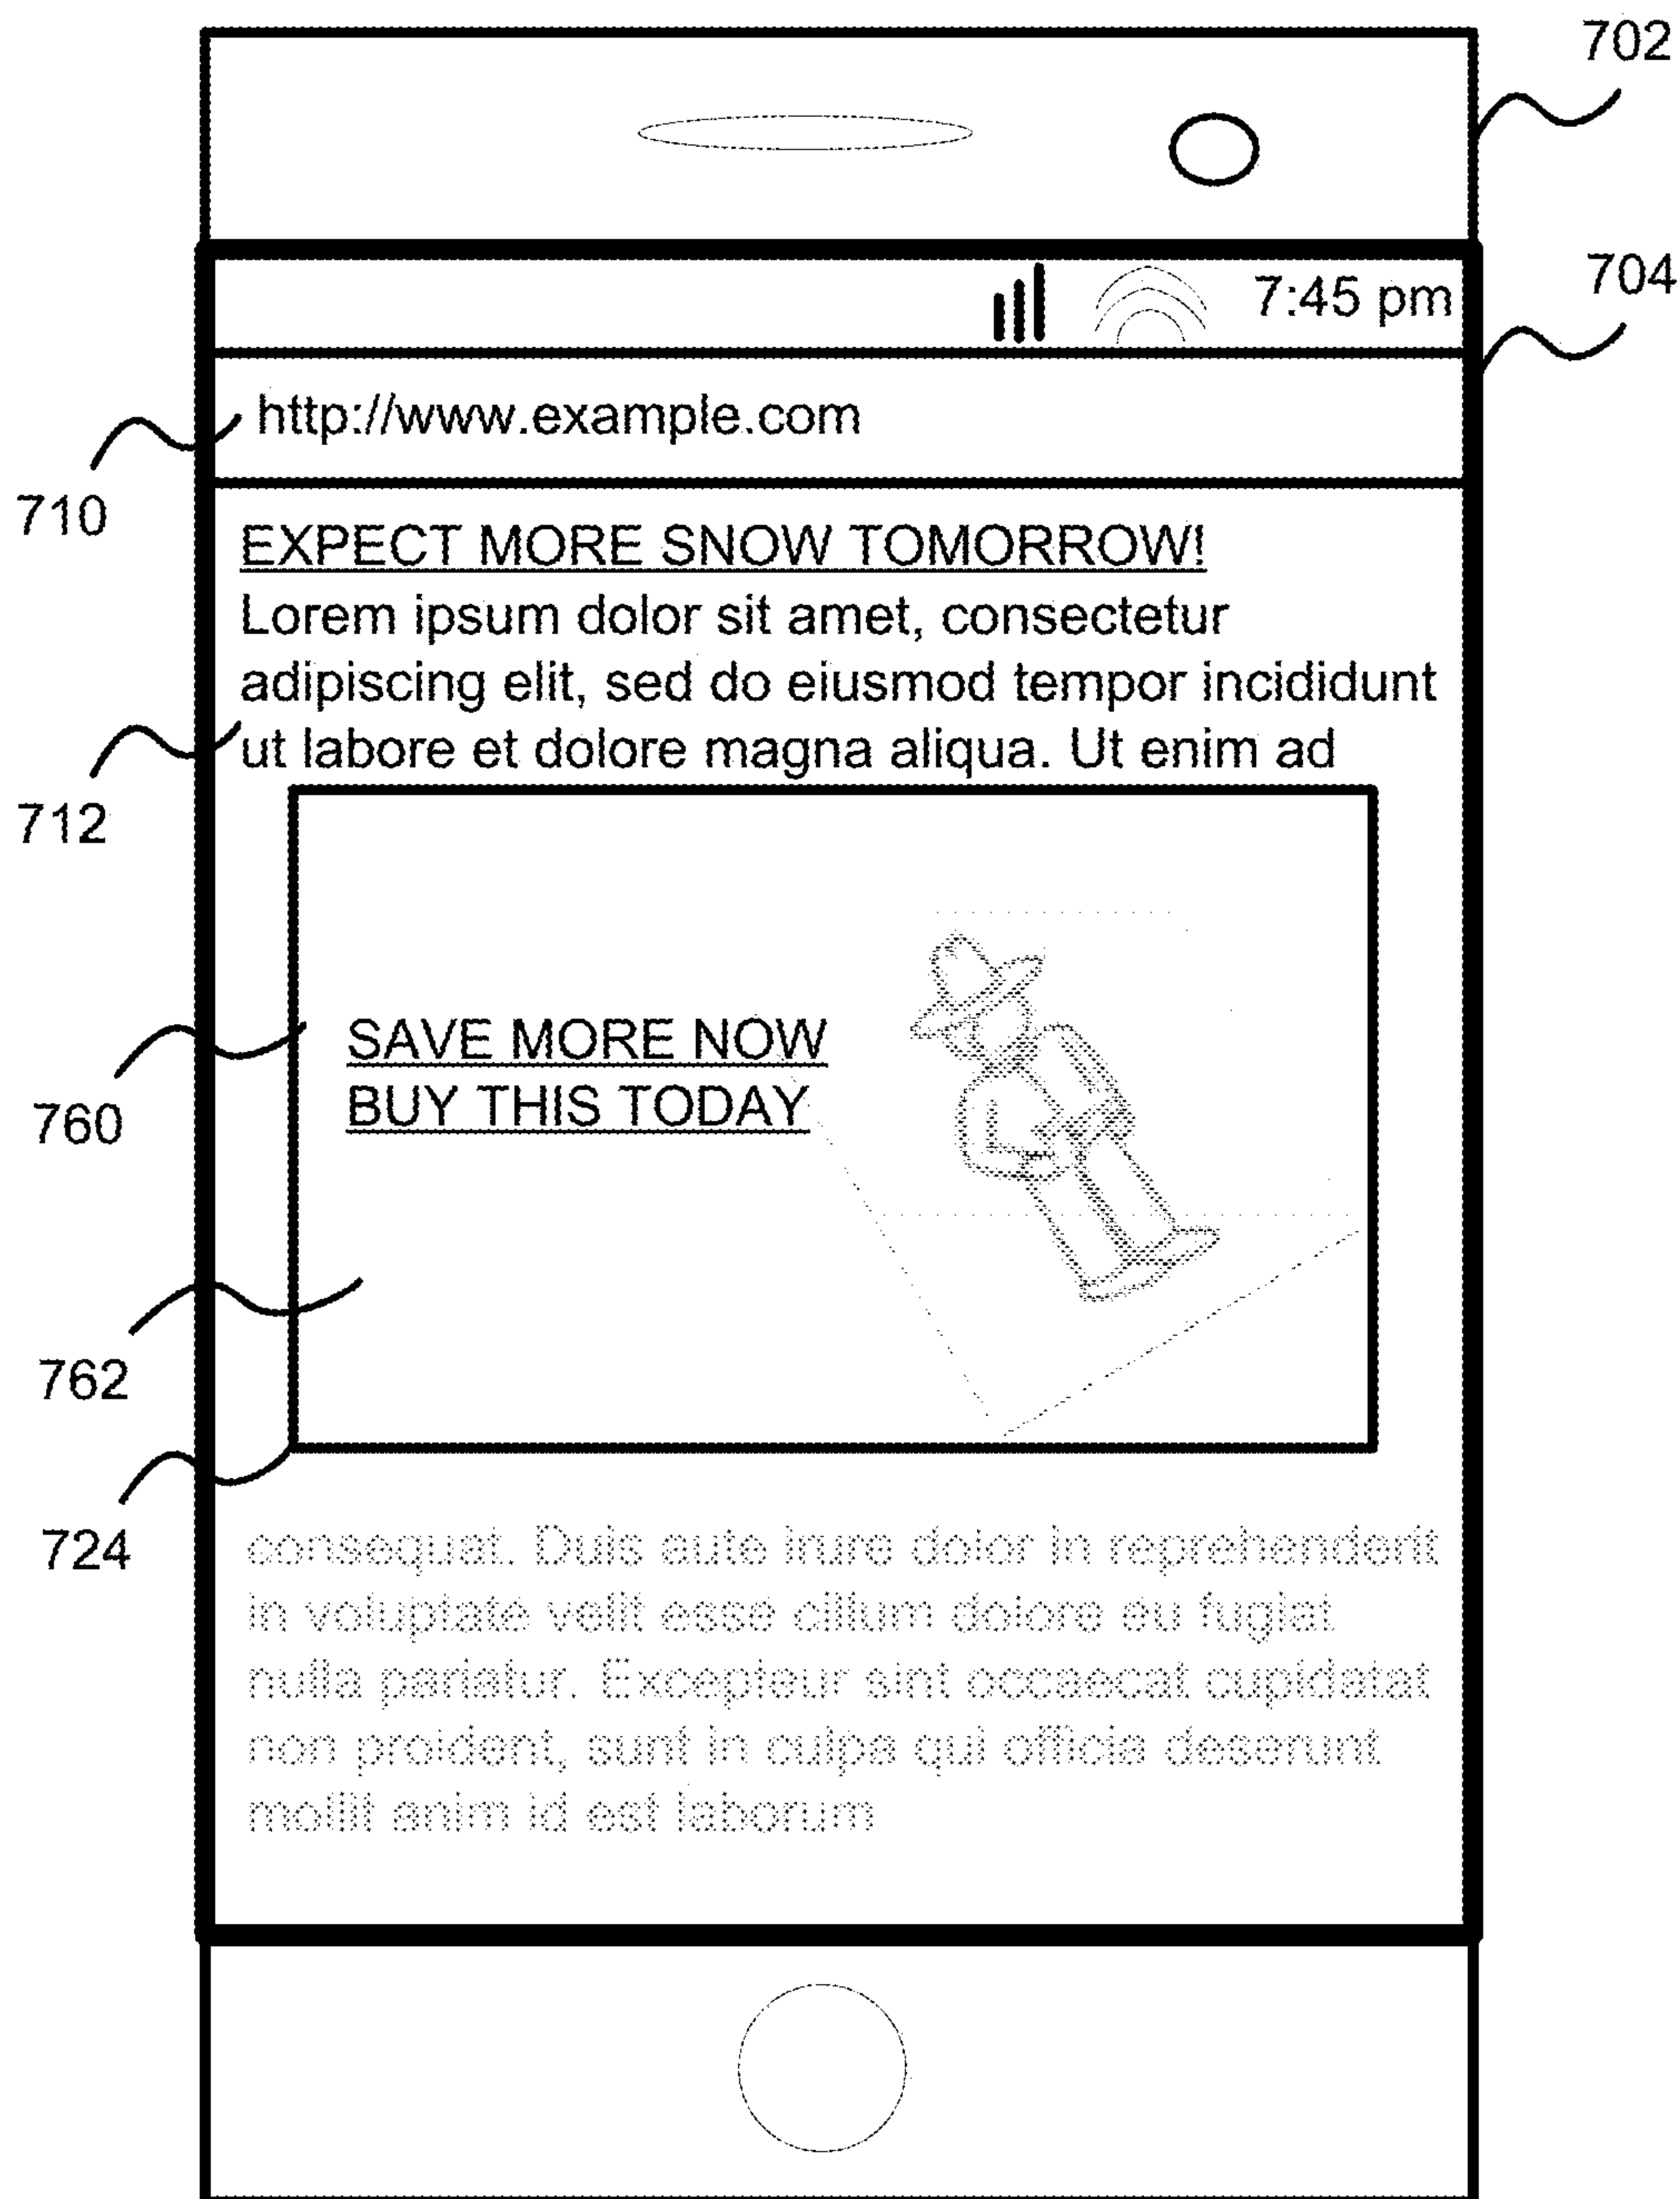 702
7:45 pm
704
http://www.example.com
710
EXPECT MORE SNOW TOMORROW!
Lorem ipsum dolor sit amet, consectetur
adipiscing elit, sed do eiusmod tempor incididunt
ut labore et dolore magna aliqua. Ut enim ad
712
SAVE MORE NOW
BUY THIS TODAY
760
762
724
consequat. Duis aute irure dolor in reprehenderit
in voluptate velit esse cillum dolore eu fugiat
nulla pariatur. Excepteur sint occaecat cupidatat
non proident, sunt in culpa qui officia deserunt
mollit anim id est laborum